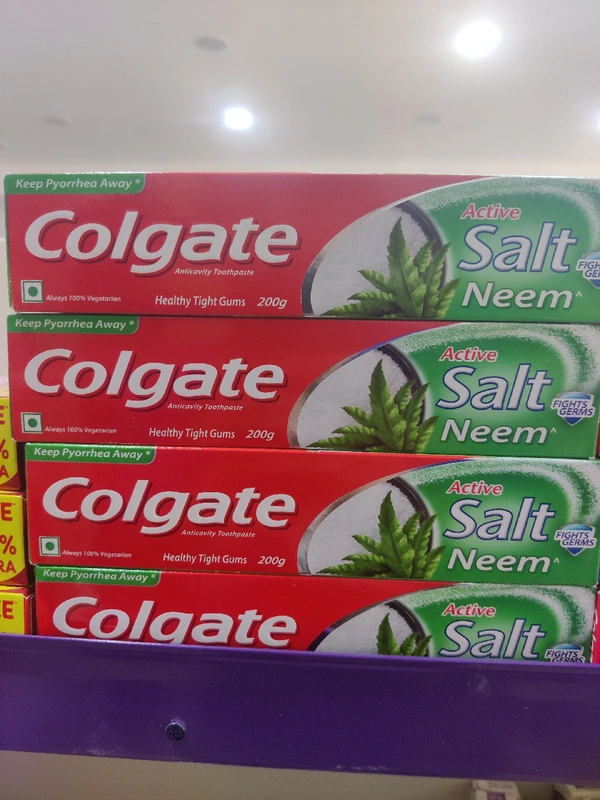 Keep Pyorrhea Away *
Colgate
Anticavity Toothpaste
Always 100% Vegetarian
Healthy Tight Gums 200g
Active
Salt
Neem^
Keep Pyorrhea Away *
Colgate
Anticavity Toothpaste
Always 100% Vegetarian
Healthy Tight Gums 200g
Active
Salt
Neem^
FIGHTS
GERMS
Keep Pyorrhea Away *
Colgate
Anticavity Toothpaste
Always 100% Vegetarian
Healthy Tight Gums 200g
Active
Salt
Neem^
FIGHTS
GERMS
Keep Pyorrhea Away *
Colgate
Active
Salt
FIGHTS
GERMS